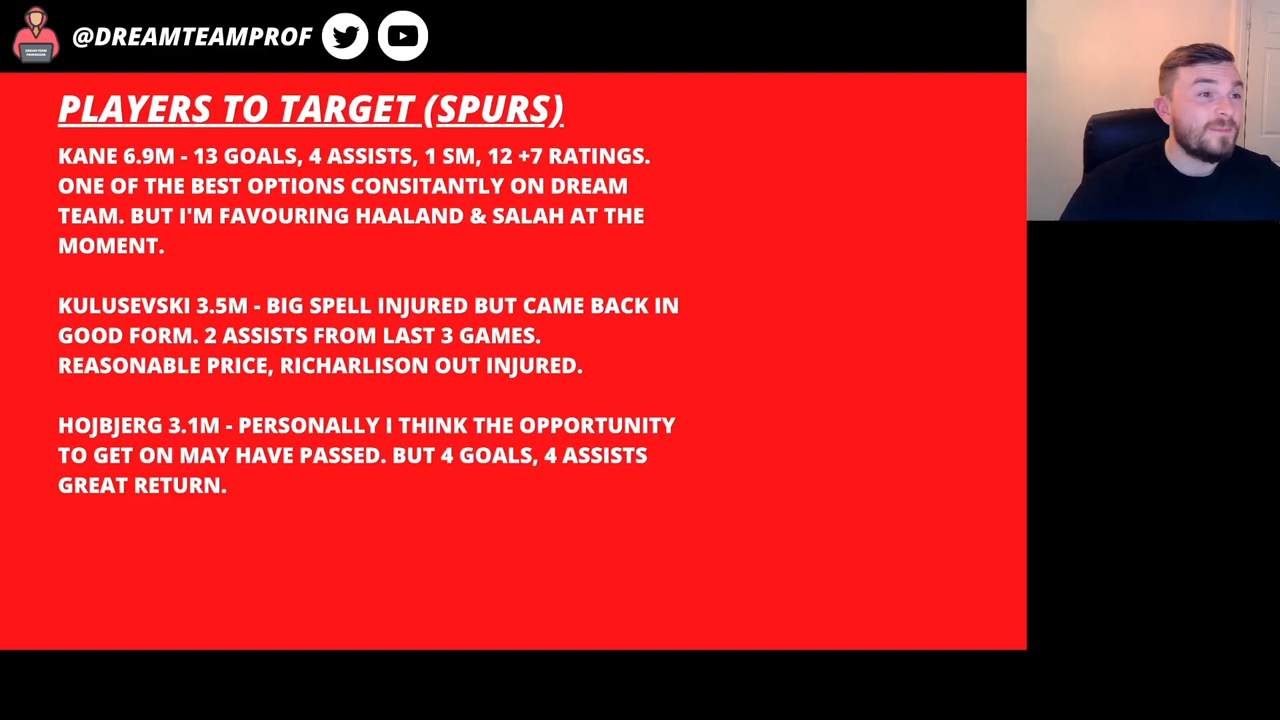 @DREAMTEAMPROF
PLAYERS TO TARGET (SPURS)
KANE 6.9M - 13 GOALS, 4 ASSISTS, 1 SM, 12 +7 RATINGS.
ONE OF THE BEST OPTIONS CONSITANTLY ON DREAM
TEAM. BUT I'M FAVOURING HAALAND & SALAH AT THE
MOMENT.
KULUSEVSKI 3.5M - BIG SPELL INJURED BUT CAME BACK IN
GOOD FORM. 2 ASSISTS FROM LAST 3 GAMES.
REASONABLE PRICE, RICHARLISON OUT INJURED.
HOJBJERG 3.1M - PERSONALLY I THINK THE OPPORTUNITY
TO GET ON MAY HAVE PASSED. BUT 4 GOALS, 4 ASSISTS
GREAT RETURN.